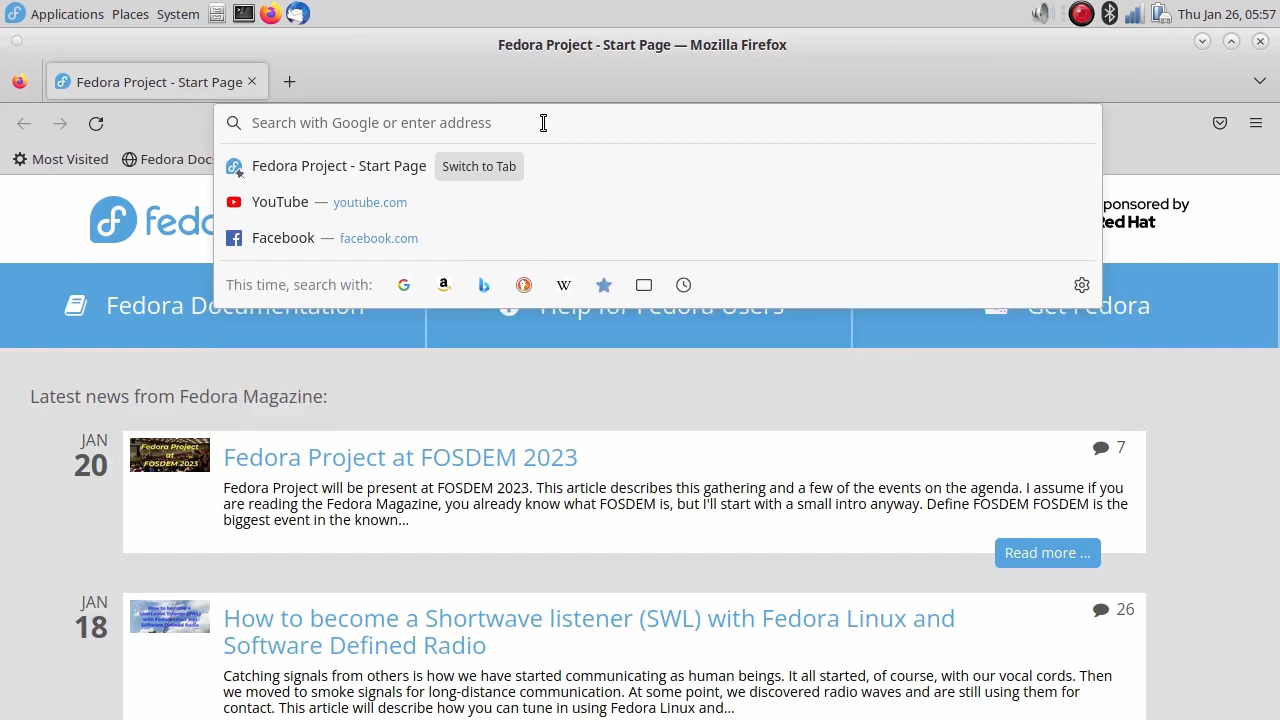 Applications Places System
Thu Jan 26, 05:57
Fedora Project - Start Page — Mozilla Firefox
Fedora Project - Start Page
Search with Google or enter address
Most Visited
Fedora Docs
Fedora Project - Start Page Switch to Tab
YouTube — youtube.com
Facebook — facebook.com
This time, search with:
fedo
ponsored by
Red Hat
Fedora Documentation
Help for Fedora Users
Get Fedora
Latest news from Fedora Magazine:
JAN
20
Fedora Project
at
FOSDEM 2023
Fedora Project at FOSDEM 2023
7
Fedora Project will be present at FOSDEM 2023. This article describes this gathering and a few of the events on the agenda. I assume if you
are reading the Fedora Magazine, you already know what FOSDEM is, but I'll start with a small intro anyway. Define FOSDEM FOSDEM is the
biggest event in the known...
Read more ...
JAN
18
How to become a Shortwave listener (SWL) with Fedora Linux and
Software Defined Radio
26
Catching signals from others is how we have started communicating as human beings. It all started, of course, with our vocal cords. Then
we moved to smoke signals for long-distance communication. At some point, we discovered radio waves and are still using them for
contact. This article will describe how you can tune in using Fedora Linux and...